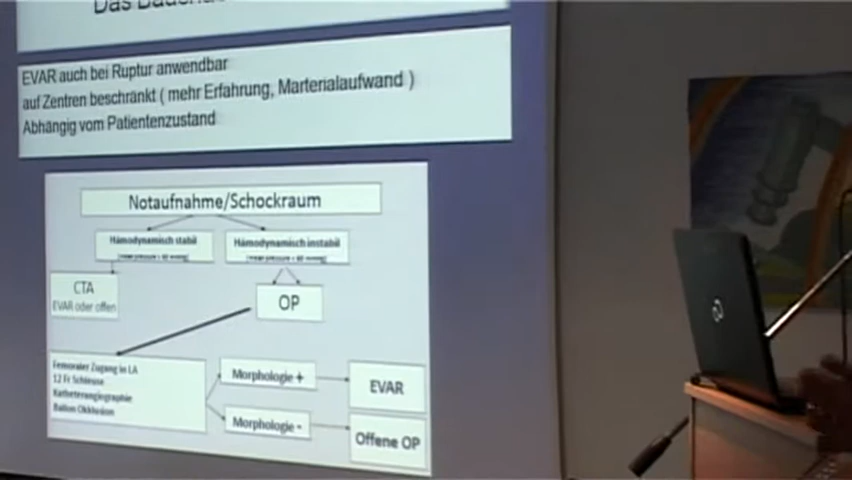 Das
EVAR auch bei Ruptur anwendbar
auf Zentren beschränkt ( mehr Erfahrung, Marterialaufwand )
Abhängig vom Patientenzustand
Notaufnahme/Schockraum
Hämodynamisch stabil
Hämodynamisch instabil
CTA
EVAR oder offen
OP
Femoraler Zugang in LA
12 Fr Schleuse
Katheterangiographie
Ballon Okklusion
Morphologie +
EVAR
Morphologie -
Offene OP